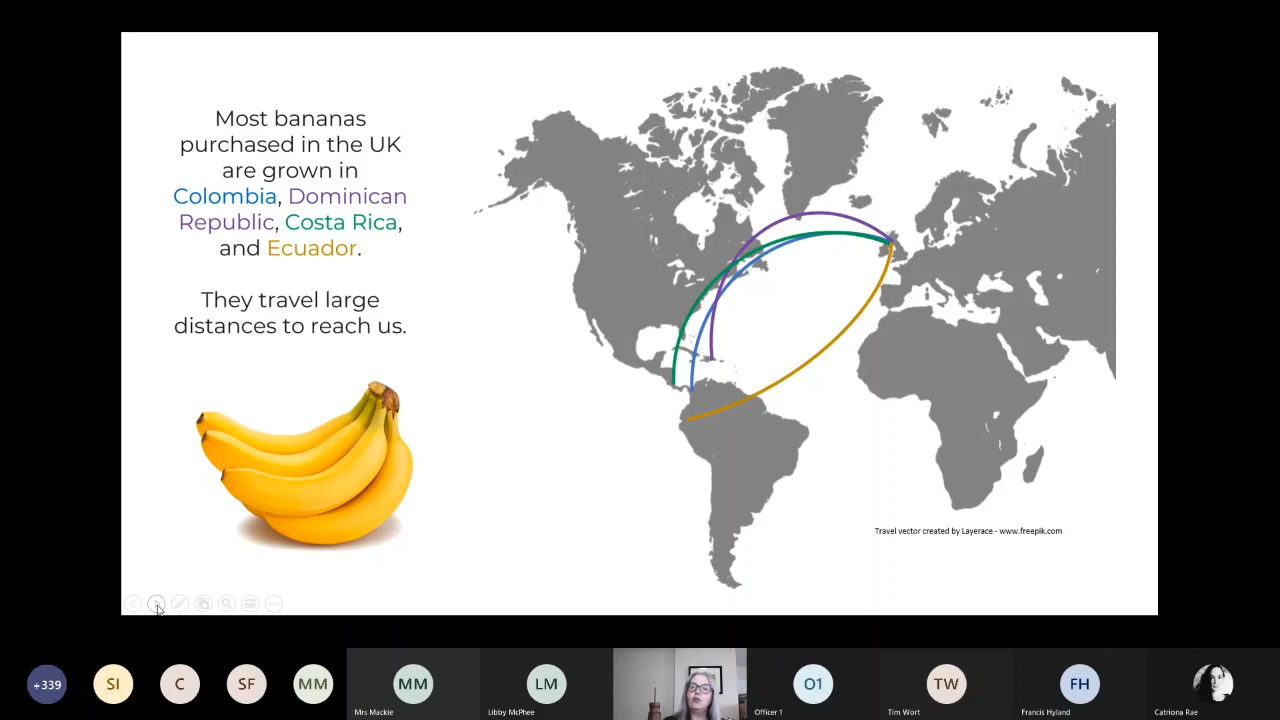 Most bananas
purchased in the UK
are grown in
Colombia, Dominican
Republic, Costa Rica,
and Ecuador.
They travel large
distances to reach us.
Travel vector created by Layerace - www.freepik.com
+339
SI
C
SF
MM
MM
Mrs Mackie
LM
Libby McPhee
O1
Officer 1
TW
Tim Wort
FH
Francis Hyland
Catriona Rae